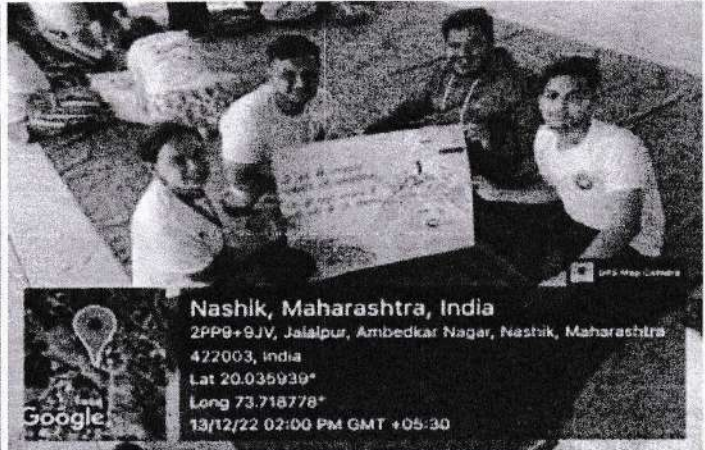 GPS Map Camera
Nashik, Maharashtra, India
2PP9+9JV, Jalalpur, Ambedkar Nagar, Nashik, Maharashtra
422003, India
Lat 20.035939°
Long 73.718778°
13/12/22 02:00 PM GMT +05:30
Google